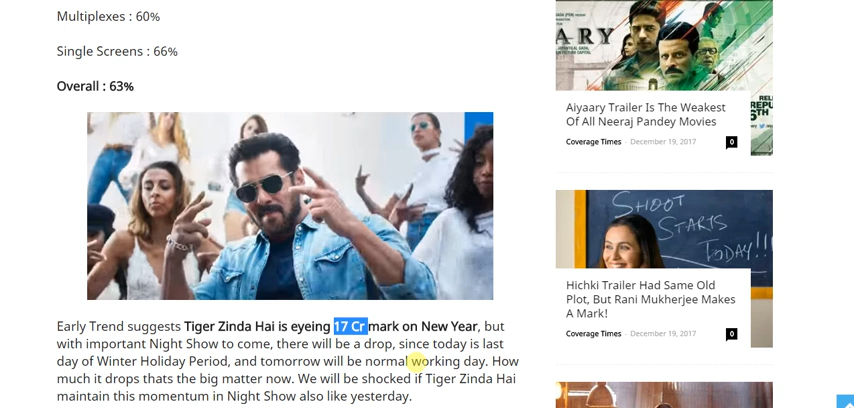 Multiplexes : 60%
Single Screens : 66%
Overall : 63%
Early Trend suggests Tiger Zinda Hai is eyeing 17 Cr mark on New Year, but
with important Night Show to come, there will be a drop, since today is last
day of Winter Holiday Period, and tomorrow will be normal working day. How
much it drops thats the big matter now. We will be shocked if Tiger Zinda Hai
maintain this momentum in Night Show also like yesterday.
ARY
Aiyaary Trailer Is The Weakest
Of All Neeraj Pandey Movies
Coverage Times - December 19, 2017
0
SHOOT
STARTS
TODAY!!!
Hichki Trailer Had Same Old
Plot, But Rani Mukherjee Makes
A Mark!
Coverage Times - December 19, 2017
0